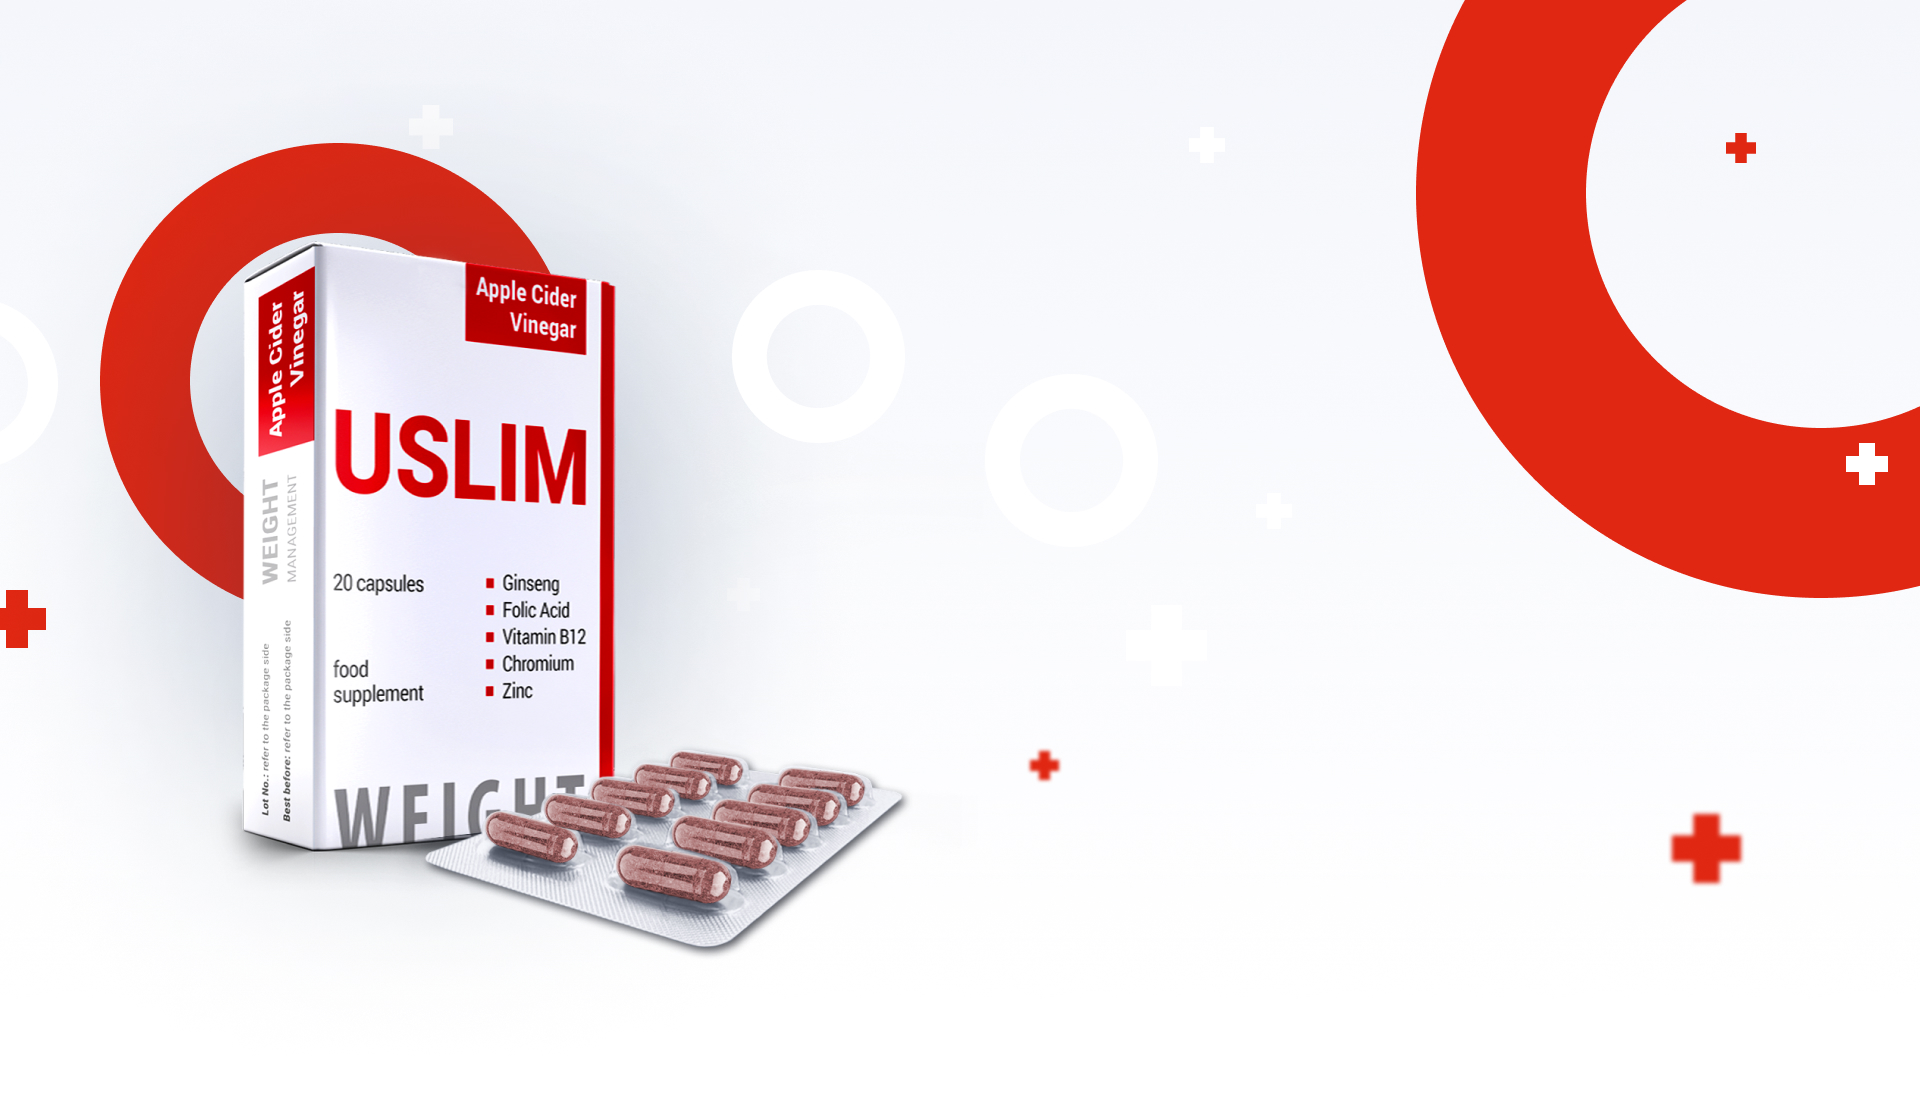 Apple Cider
Vinegar
USLIM
20 capsules
food
supplement
Ginseng
Folic Acid
Vitamin B12
Chromium
Zinc
WEIGHT
Apple Cider
Vinegar
WEIGHT
MANAGEMENT
Lot No.: refer to the package side
Best before: refer to the package side